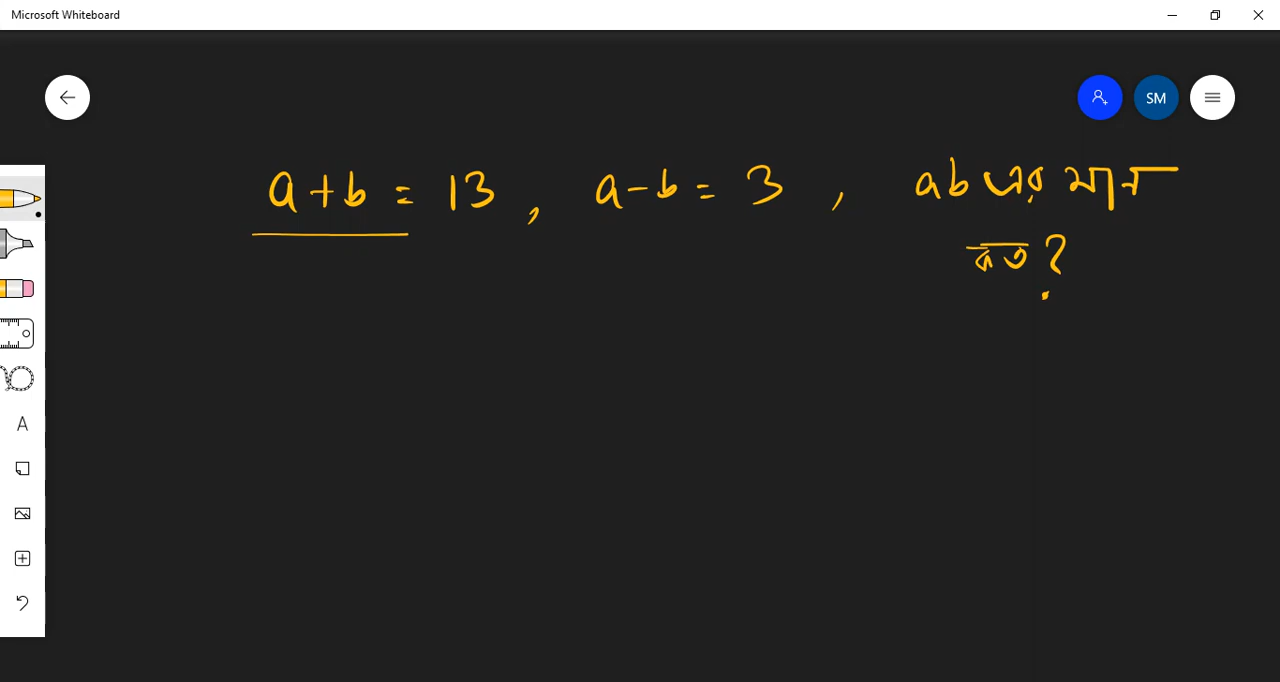 Microsoft Whiteboard
SM
a+b = 13, a-b = 3, ab এর মান
কত?
A